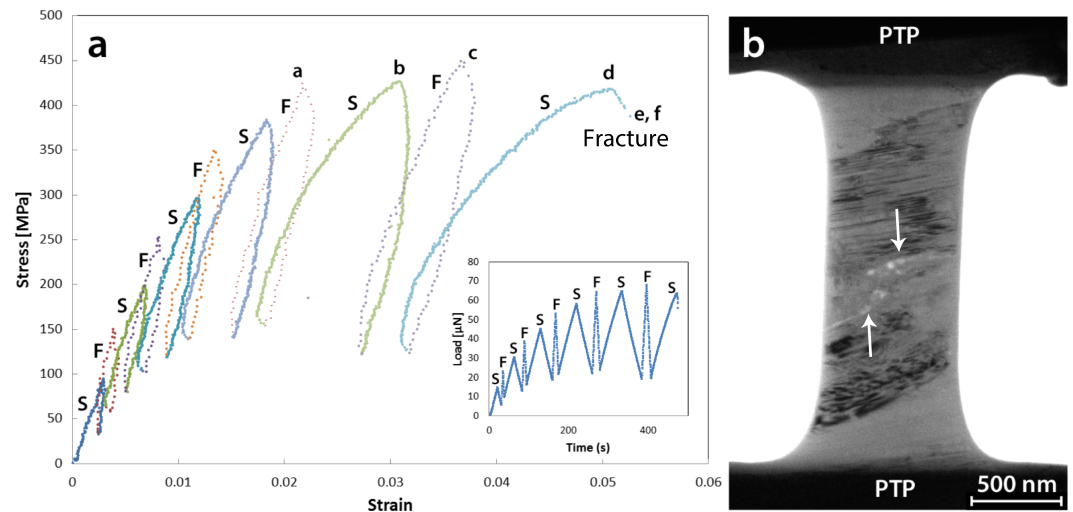 a
500
450
400
350
300
250
200
150
100
50
0
Stress [MPa]
0
0.01
0.02
0.03
0.04
0.05
0.06
Strain
S
F
S
F
S
F
S
F
a
S
b
F
c
S
d
e, f
Fracture
80
70
60
50
40
30
20
10
0
Load [µN]
0
200
400
Time (s)
S
F
S
F
S
F
S
F
S
F
S
b
PTP
PTP
500 nm